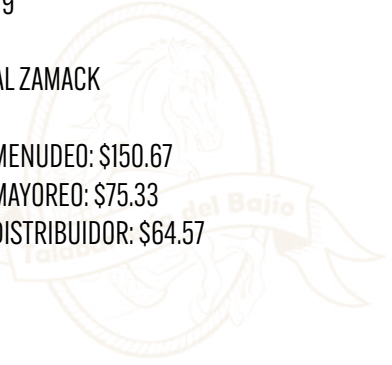 9
AL ZAMACK
MENUDEO: $150.67
MAYOREO: $75.33
DISTRIBUIDOR: $64.57
del Bajío